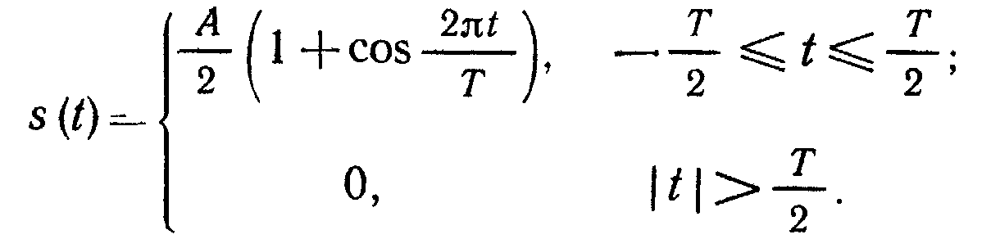 s (t) = { A/2 (1 + cos 2πt/T), −T/2 ⩽ t ⩽ T/2;
0, |t| > T/2.